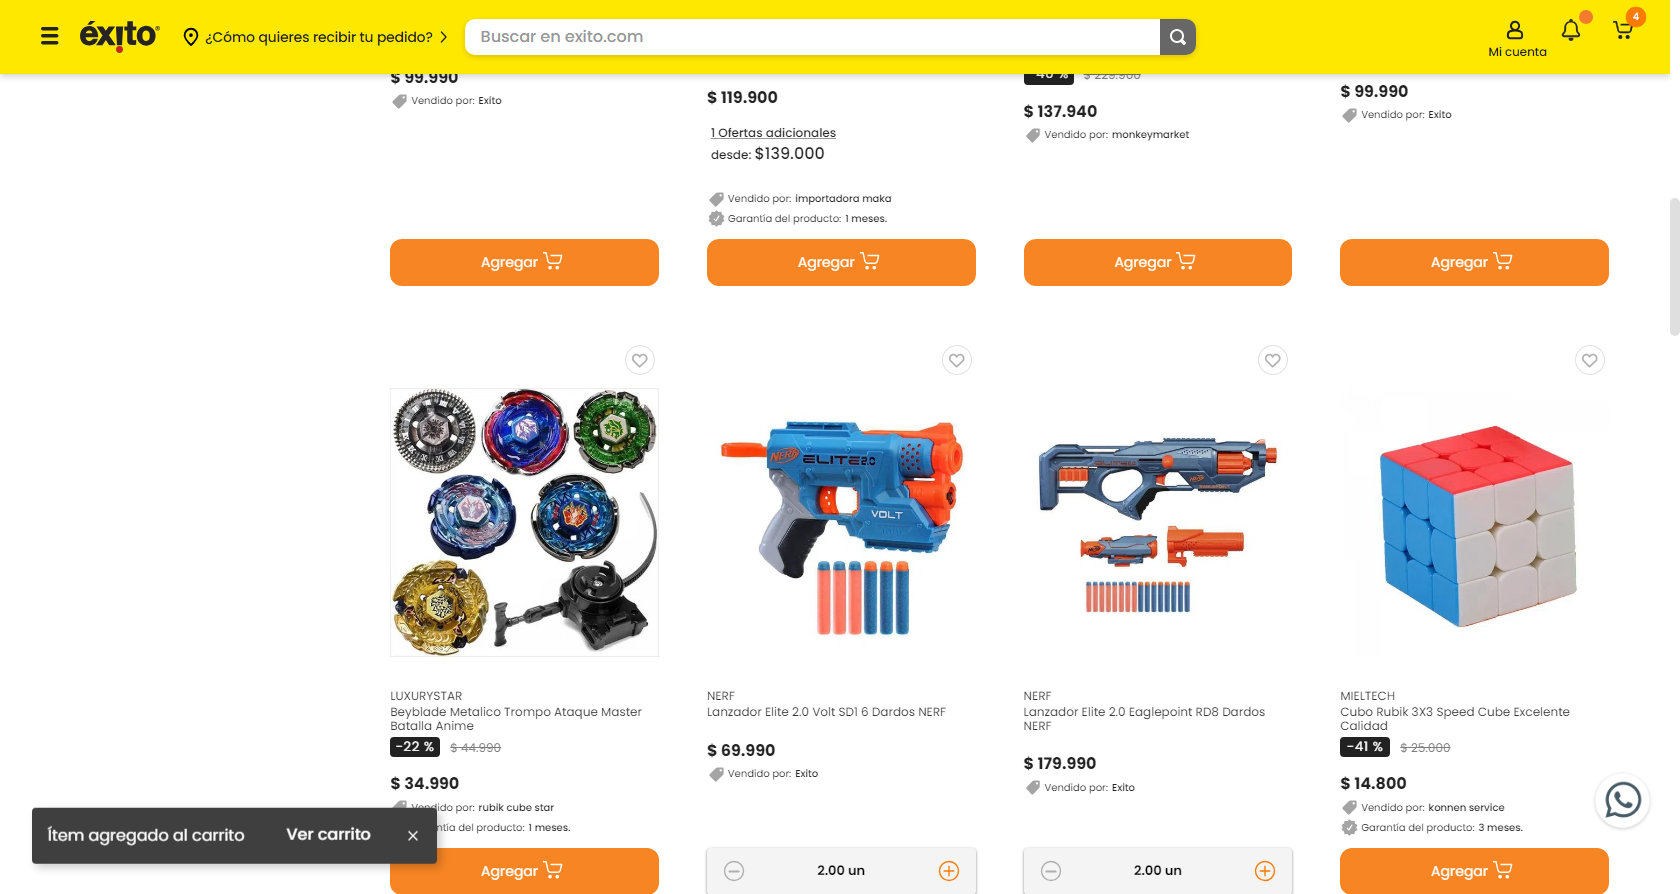 éxito
¿Cómo quieres recibir tu pedido?
Buscar en exito.com
Mi cuenta
4
$ 99.990
Vendido por: Exito
Agregar
$ 119.900
1 Ofertas adicionales
desde: $139.000
Vendido por: importadora maka
Garantía del producto: 1 meses.
Agregar
-40 % $ 229.900
$ 137.940
Vendido por: monkeymarket
Agregar
$ 99.990
Vendido por: Exito
Agregar
LUXURYSTAR
Beyblade Metalico Trompo Ataque Master
Batalla Anime
-22 % $ 44.990
$ 34.990
Vendido por: rubik cube star
ntía del producto: 1 meses.
Agregar
NERF
ELITE 2.0
VOLT
NERF
Lanzador Elite 2.0 Volt SD1 6 Dardos NERF
$ 69.990
Vendido por: Exito
2.00 un
NERF
Lanzador Elite 2.0 Eaglepoint RD8 Dardos
NERF
$ 179.990
Vendido por: Exito
2.00 un
MIELTECH
Cubo Rubik 3X3 Speed Cube Excelente
Calidad
-41 % $ 25.000
$ 14.800
Vendido por: konnen service
Garantía del producto: 3 meses.
Agregar
Ítem agregado al carrito
Ver carrito